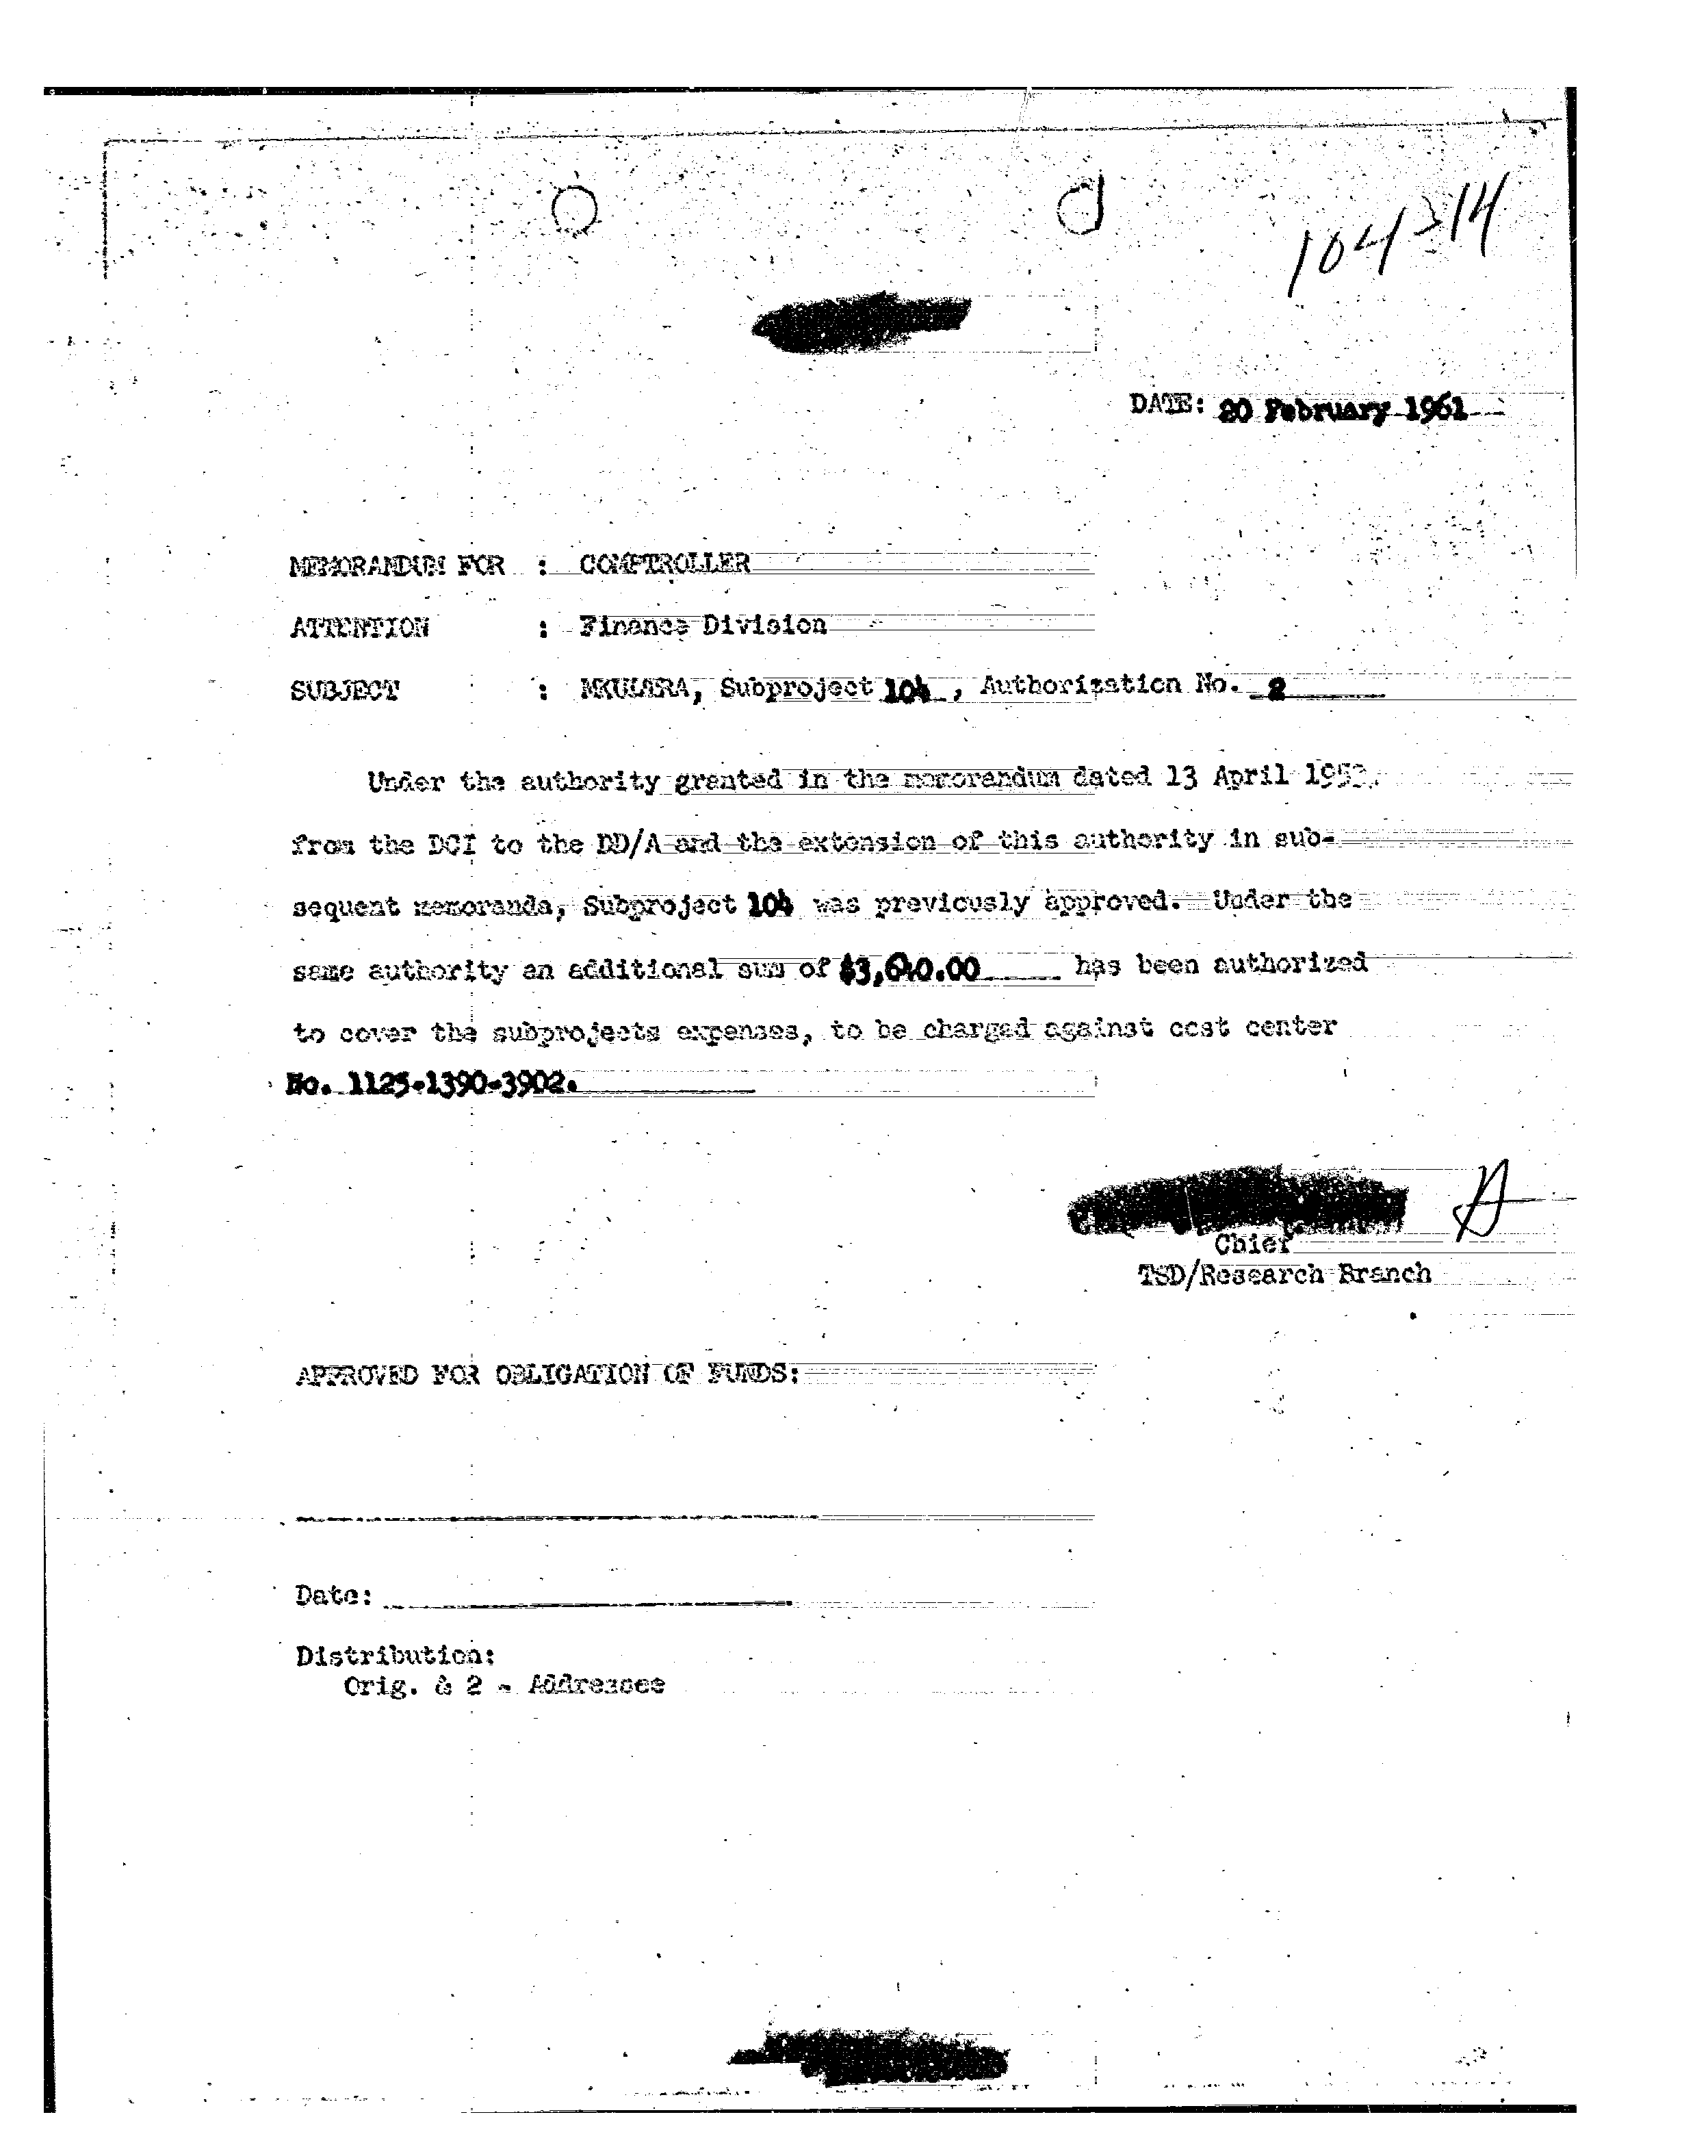 104-14
DATE: 20 February 1961
MEMORANDUM FOR : COMPTROLLER
ATTENTION : Finance Division
SUBJECT : MKULTRA, Subproject 104, Authorization No. 2
Under the authority granted in the memorandum dated 13 April 1953,
from the DCI to the DD/A and the extension of this authority in sub-
sequent memoranda, Subproject 104 was previously approved. Under the
same authority an additional sum of $3,640.00 has been authorized
to cover the subprojects expenses, to be charged against cost center
No. 1125-1390-3902.
Chief
TSD/Research Branch
APPROVED FOR OBLIGATION OF FUNDS:
Date:
Distribution:
Orig. & 2 - Addressee